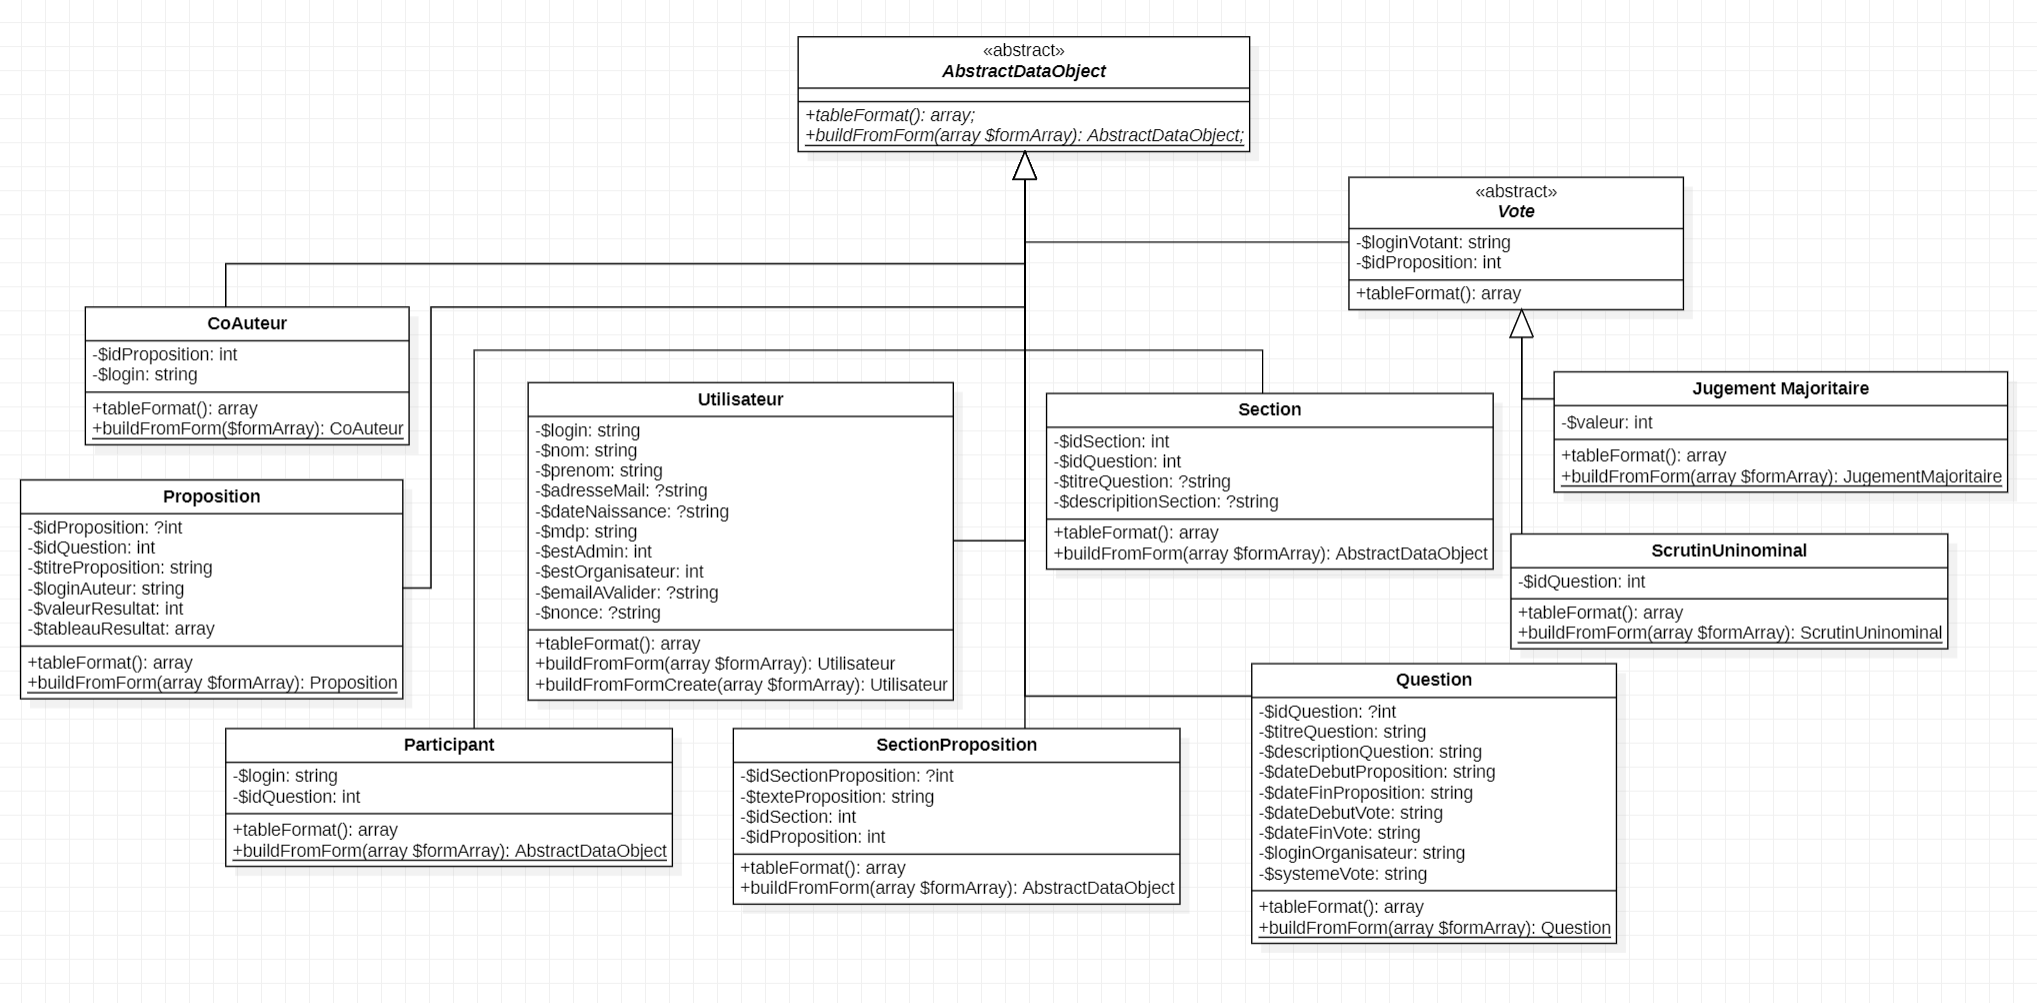 «abstract»
AbstractDataObject
+tableFormat(): array;
+buildFromForm(array $formArray): AbstractDataObject;
«abstract»
Vote
-$loginVotant: string
-$idProposition: int
+tableFormat(): array
CoAuteur
-$idProposition: int
-$login: string
+tableFormat(): array
+buildFromForm($formArray): CoAuteur
Utilisateur
-$login: string
-$nom: string
-$prenom: string
-$adresseMail: ?string
-$dateNaissance: ?string
-$mdp: string
-$estAdmin: int
-$estOrganisateur: int
-$emailAValider: ?string
-$nonce: ?string
+tableFormat(): array
+buildFromForm(array $formArray): Utilisateur
+buildFromFormCreate(array $formArray): Utilisateur
Section
-$idSection: int
-$idQuestion: int
-$titreQuestion: ?string
-$descripitionSection: ?string
+tableFormat(): array
+buildFromForm(array $formArray): AbstractDataObject
Jugement Majoritaire
-$valeur: int
+tableFormat(): array
+buildFromForm(array $formArray): JugementMajoritaire
Proposition
-$idProposition: ?int
-$idQuestion: int
-$titreProposition: string
-$loginAuteur: string
-$valeurResultat: int
-$tableauResultat: array
+tableFormat(): array
+buildFromForm(array $formArray): Proposition
ScrutinUninominal
-$idQuestion: int
+tableFormat(): array
+buildFromForm(array $formArray): ScrutinUninominal
Participant
-$login: string
-$idQuestion: int
+tableFormat(): array
+buildFromForm(array $formArray): AbstractDataObject
SectionProposition
-$idSectionProposition: ?int
-$texteProposition: string
-$idSection: int
-$idProposition: int
+tableFormat(): array
+buildFromForm(array $formArray): AbstractDataObject
Question
-$idQuestion: ?int
-$titreQuestion: string
-$descriptionQuestion: string
-$dateDebutProposition: string
-$dateFinProposition: string
-$dateDebutVote: string
-$dateFinVote: string
-$loginOrganisateur: string
-$systemeVote: string
+tableFormat(): array
+buildFromForm(array $formArray): Question